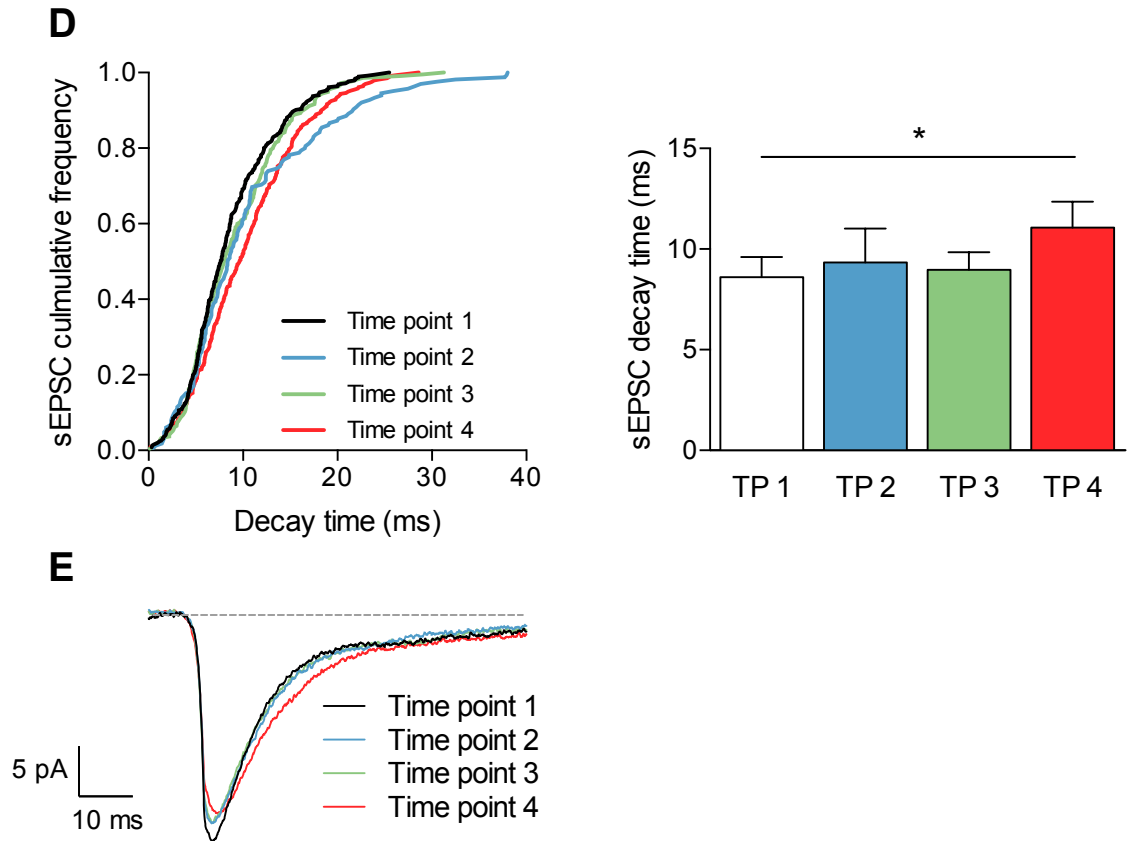 D
sEPSC culmulative frequency
1.0
0.8
0.6
0.4
0.2
0.0
0 10 20 30 40
Decay time (ms)
Time point 1
Time point 2
Time point 3
Time point 4
sEPSC decay time (ms)
15
10
5
0
*
TP 1 TP 2 TP 3 TP 4
E
5 pA
10 ms
Time point 1
Time point 2
Time point 3
Time point 4